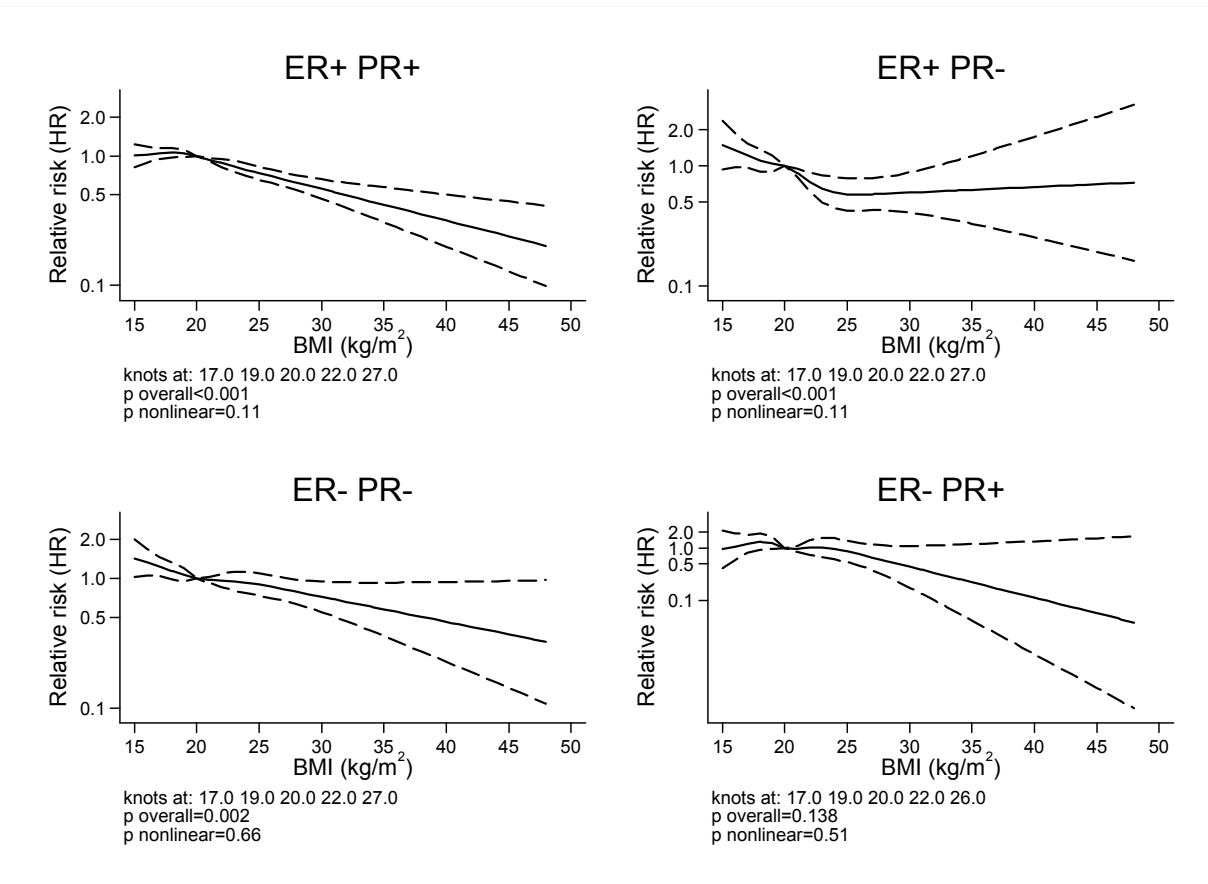 ER+ PR+
Relative risk (HR)
2.0
1.0
0.5
0.1
15 20 25 30 35 40 45 50
BMI (kg/m²)
knots at: 17.0 19.0 20.0 22.0 27.0
p overall<0.001
p nonlinear=0.11
ER+ PR-
Relative risk (HR)
2.0
1.0
0.5
0.1
15 20 25 30 35 40 45 50
BMI (kg/m²)
knots at: 17.0 19.0 20.0 22.0 27.0
p overall<0.001
p nonlinear=0.11
ER- PR-
Relative risk (HR)
2.0
1.0
0.5
0.1
15 20 25 30 35 40 45 50
BMI (kg/m²)
knots at: 17.0 19.0 20.0 22.0 27.0
p overall=0.002
p nonlinear=0.66
ER- PR+
Relative risk (HR)
2.0
1.0
0.5
0.1
15 20 25 30 35 40 45 50
BMI (kg/m²)
knots at: 17.0 19.0 20.0 22.0 26.0
p overall=0.138
p nonlinear=0.51